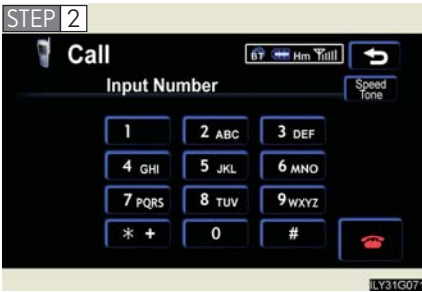 STEP 2
Call
BT Hm
Input Number
Speed
Tone
1 2 ABC 3 DEF
4 GHI 5 JKL 6 MNO
7 PQRS 8 TUV 9 WXYZ
* + 0 #
ILY31G071